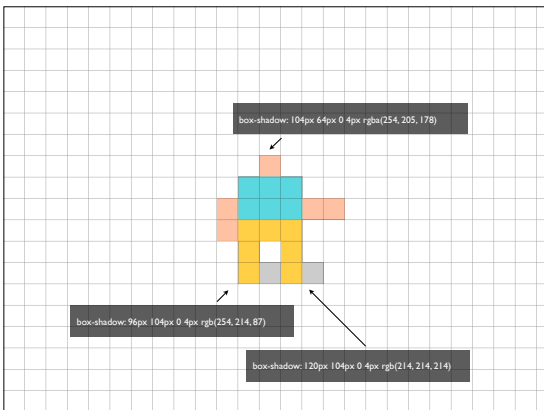 box-shadow: 104px 64px 0 4px rgba(254, 205, 178)
box-shadow: 96px 104px 0 4px rgb(254, 214, 87)
box-shadow: 120px 104px 0 4px rgb(214, 214, 214)